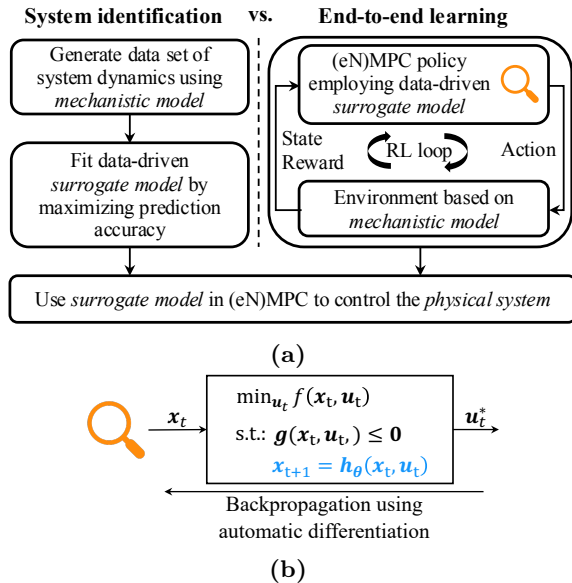 System identification vs. End-to-end learning
Generate data set of
system dynamics using
mechanistic model
Fit data-driven
surrogate model by
maximizing prediction
accuracy
(eN)MPC policy
employing data-driven
surrogate model
State
Reward
RL loop
Action
Environment based on
mechanistic model
Use surrogate model in (eN)MPC to control the physical system
(a)
x_t
min_{u_t} f(x_t, u_t)
s.t.: g(x_t, u_t,) ≤ 0
x_{t+1} = h_θ(x_t, u_t)
u_t^*
Backpropagation using
automatic differentiation
(b)